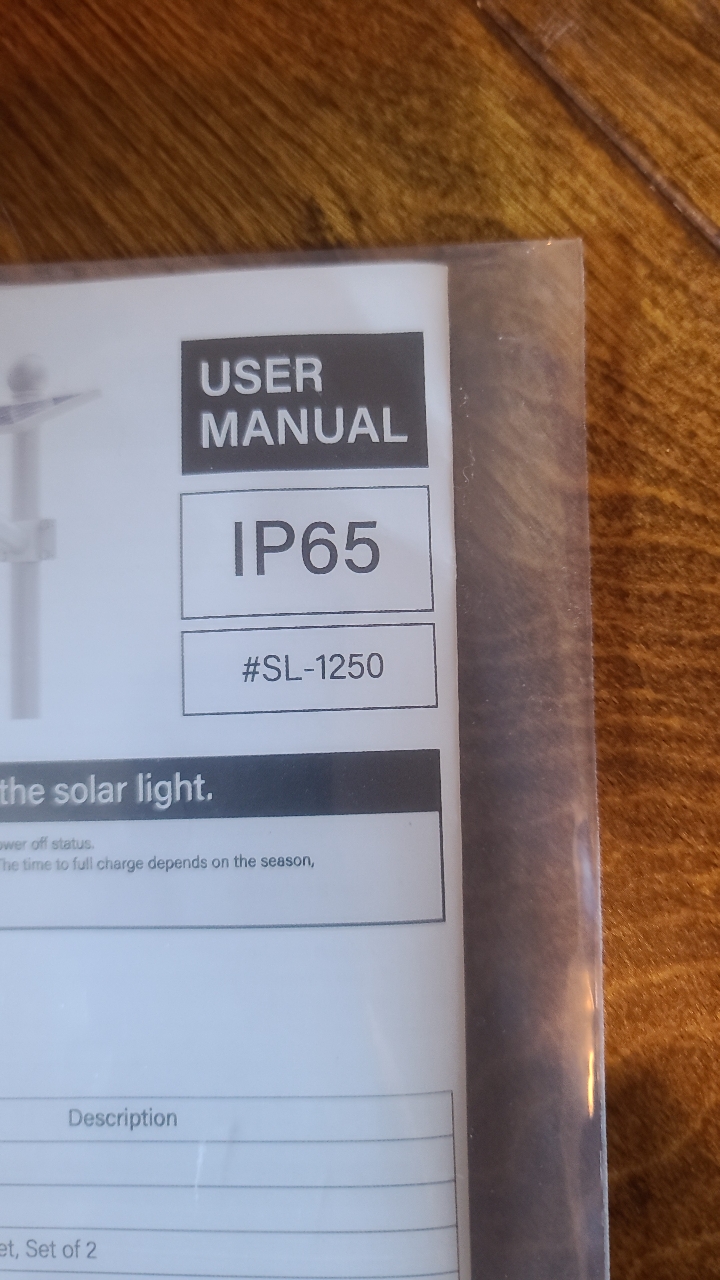 USER
MANUAL
IP65
#SL-1250
the solar light.
ower off status.
The time to full charge depends on the season,
Description
et, Set of 2